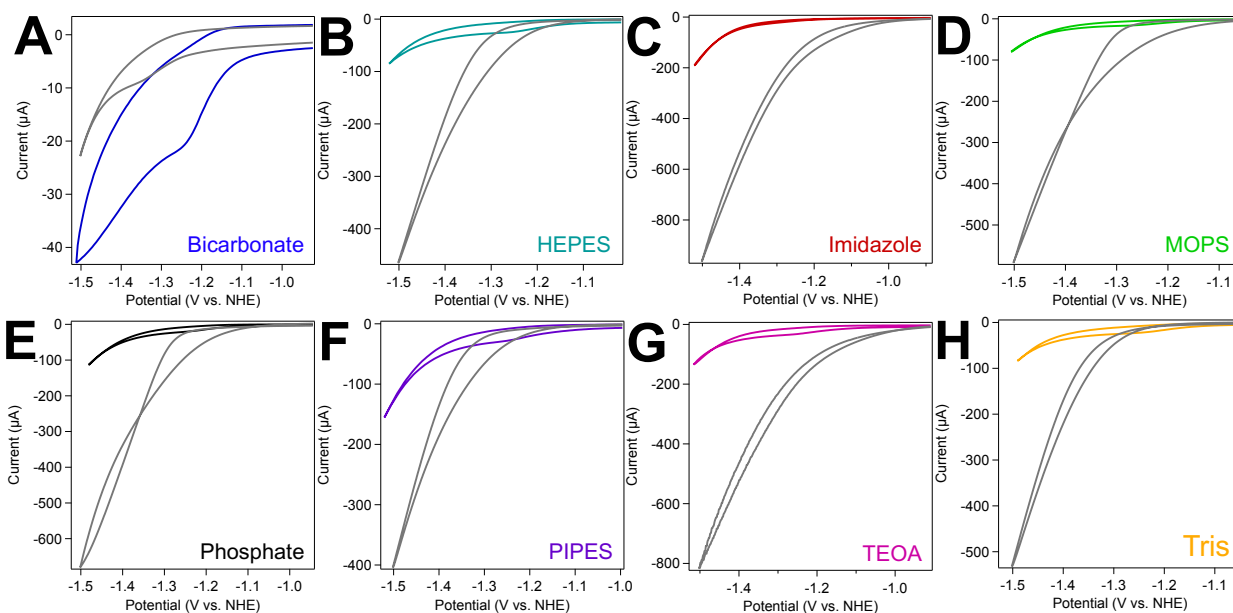 A
0
-10
-20
-30
-40
Current (µA)
Bicarbonate
-1.5 -1.4 -1.3 -1.2 -1.1 -1.0
Potential (V vs. NHE)
B
0
-100
-200
-300
-400
Current (µA)
HEPES
-1.5 -1.4 -1.3 -1.2 -1.1
Potential (V vs. NHE)
C
0
-200
-400
-600
-800
Current (µA)
Imidazole
-1.4 -1.2 -1.0
Potential (V vs. NHE)
D
0
-100
-200
-300
-400
-500
Current (µA)
MOPS
-1.5 -1.4 -1.3 -1.2 -1.1
Potential (V vs. NHE)
E
0
-100
-200
-300
-400
-500
-600
Current (µA)
Phosphate
-1.5 -1.4 -1.3 -1.2 -1.1 -1.0
Potential (V vs. NHE)
F
0
-100
-200
-300
-400
Current (µA)
PIPES
-1.5 -1.4 -1.3 -1.2 -1.1 -1.0
Potential (V vs. NHE)
G
0
-200
-400
-600
-800
Current (µA)
TEOA
-1.4 -1.2 -1.0
Potential (V vs. NHE)
H
0
-100
-200
-300
-400
-500
Current (µA)
Tris
-1.5 -1.4 -1.3 -1.2 -1.1
Potential (V vs. NHE)